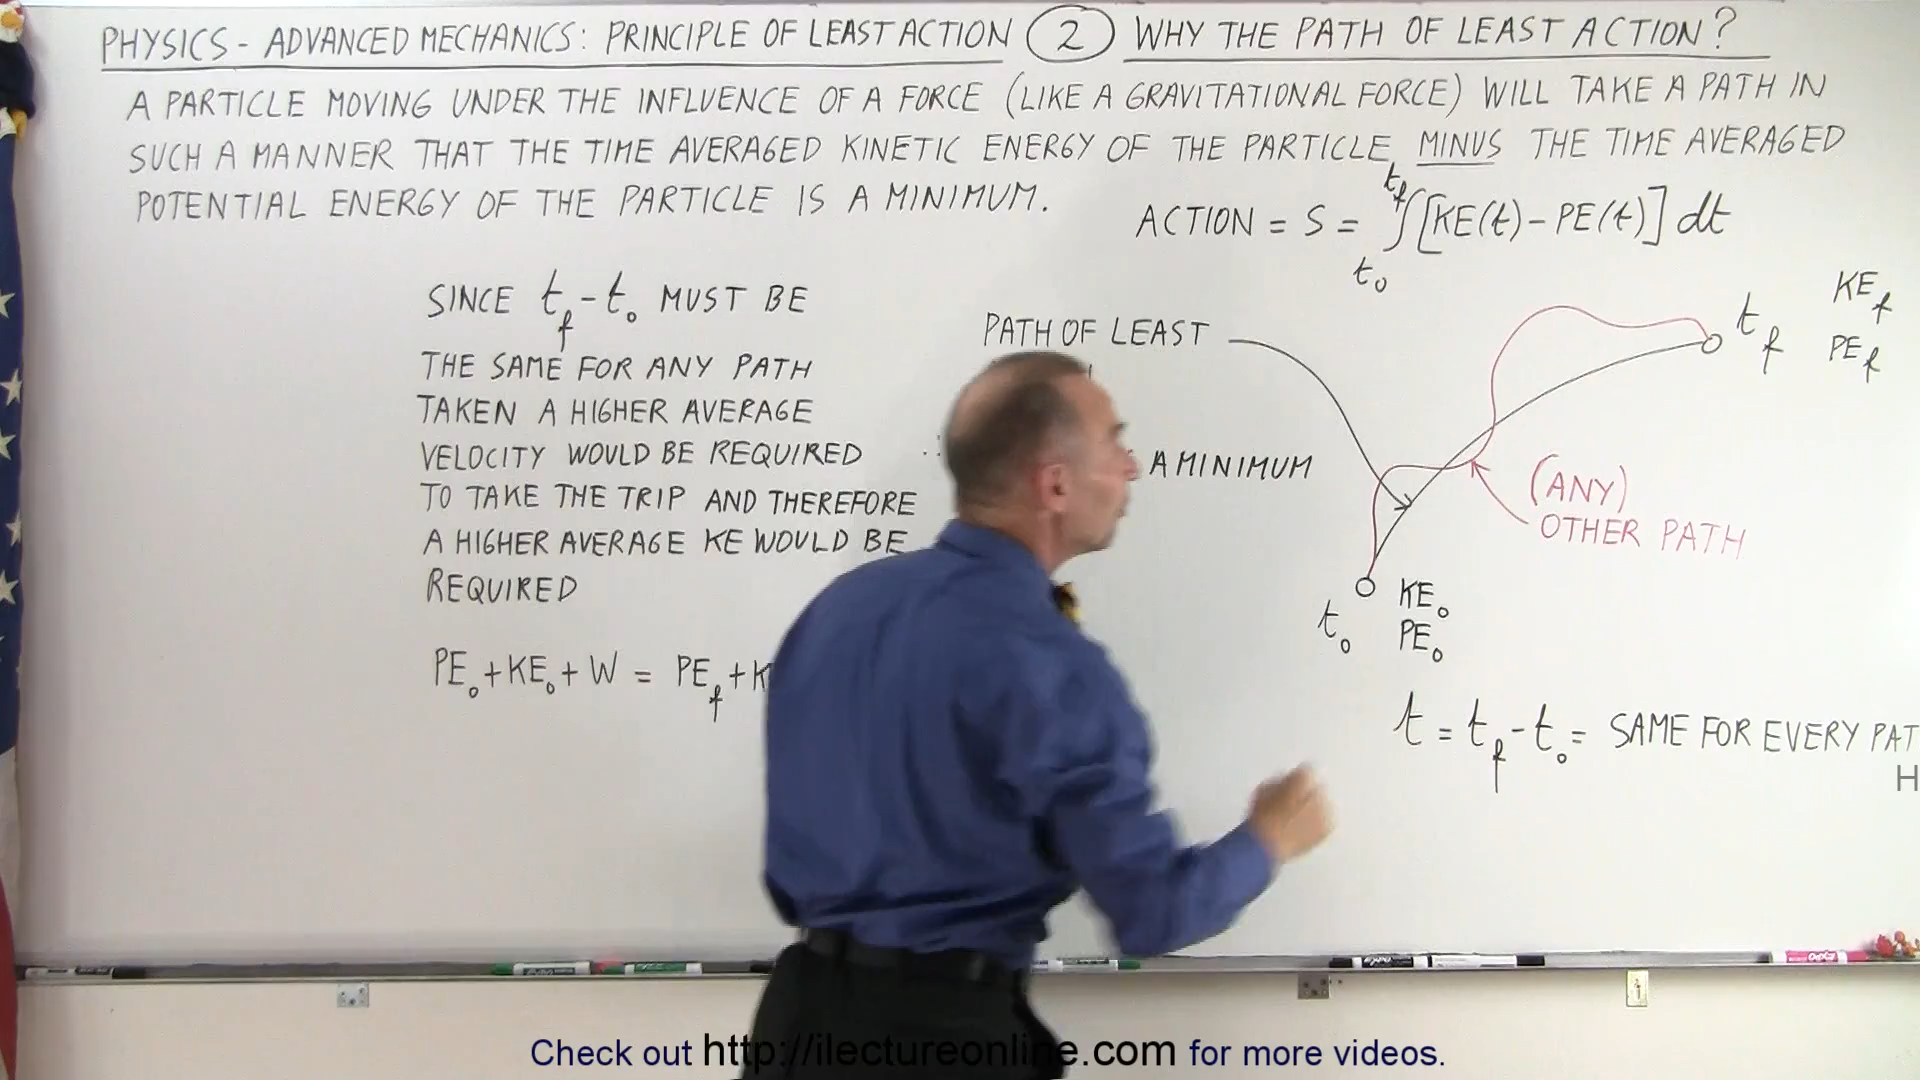 PHYSICS - ADVANCED MECHANICS: PRINCIPLE OF LEAST ACTION 2 WHY THE PATH OF LEAST ACTION?
A PARTICLE MOVING UNDER THE INFLUENCE OF A FORCE (LIKE A GRAVITATIONAL FORCE) WILL TAKE A PATH IN
SUCH A MANNER THAT THE TIME AVERAGED KINETIC ENERGY OF THE PARTICLE MINUS THE TIME AVERAGED
POTENTIAL ENERGY OF THE PARTICLE IS A MINIMUM.
ACTION = S = ∫_{t_0}^{t_f} [KE(t) - PE(t)] dt
SINCE t_f - t_0 MUST BE
THE SAME FOR ANY PATH
TAKEN A HIGHER AVERAGE
VELOCITY WOULD BE REQUIRED
TO TAKE THE TRIP AND THEREFORE
A HIGHER AVERAGE KE WOULD BE
REQUIRED
PE_0 + KE_0 + W = PE_f + K
PATH OF LEAST
A MINIMUM
t_f KE_f
PE_f
(ANY)
OTHER PATH
t_0 KE_0
PE_0
t = t_f - t_0 = SAME FOR EVERY PAT
H
Check out http://ilectureonline.com for more videos.